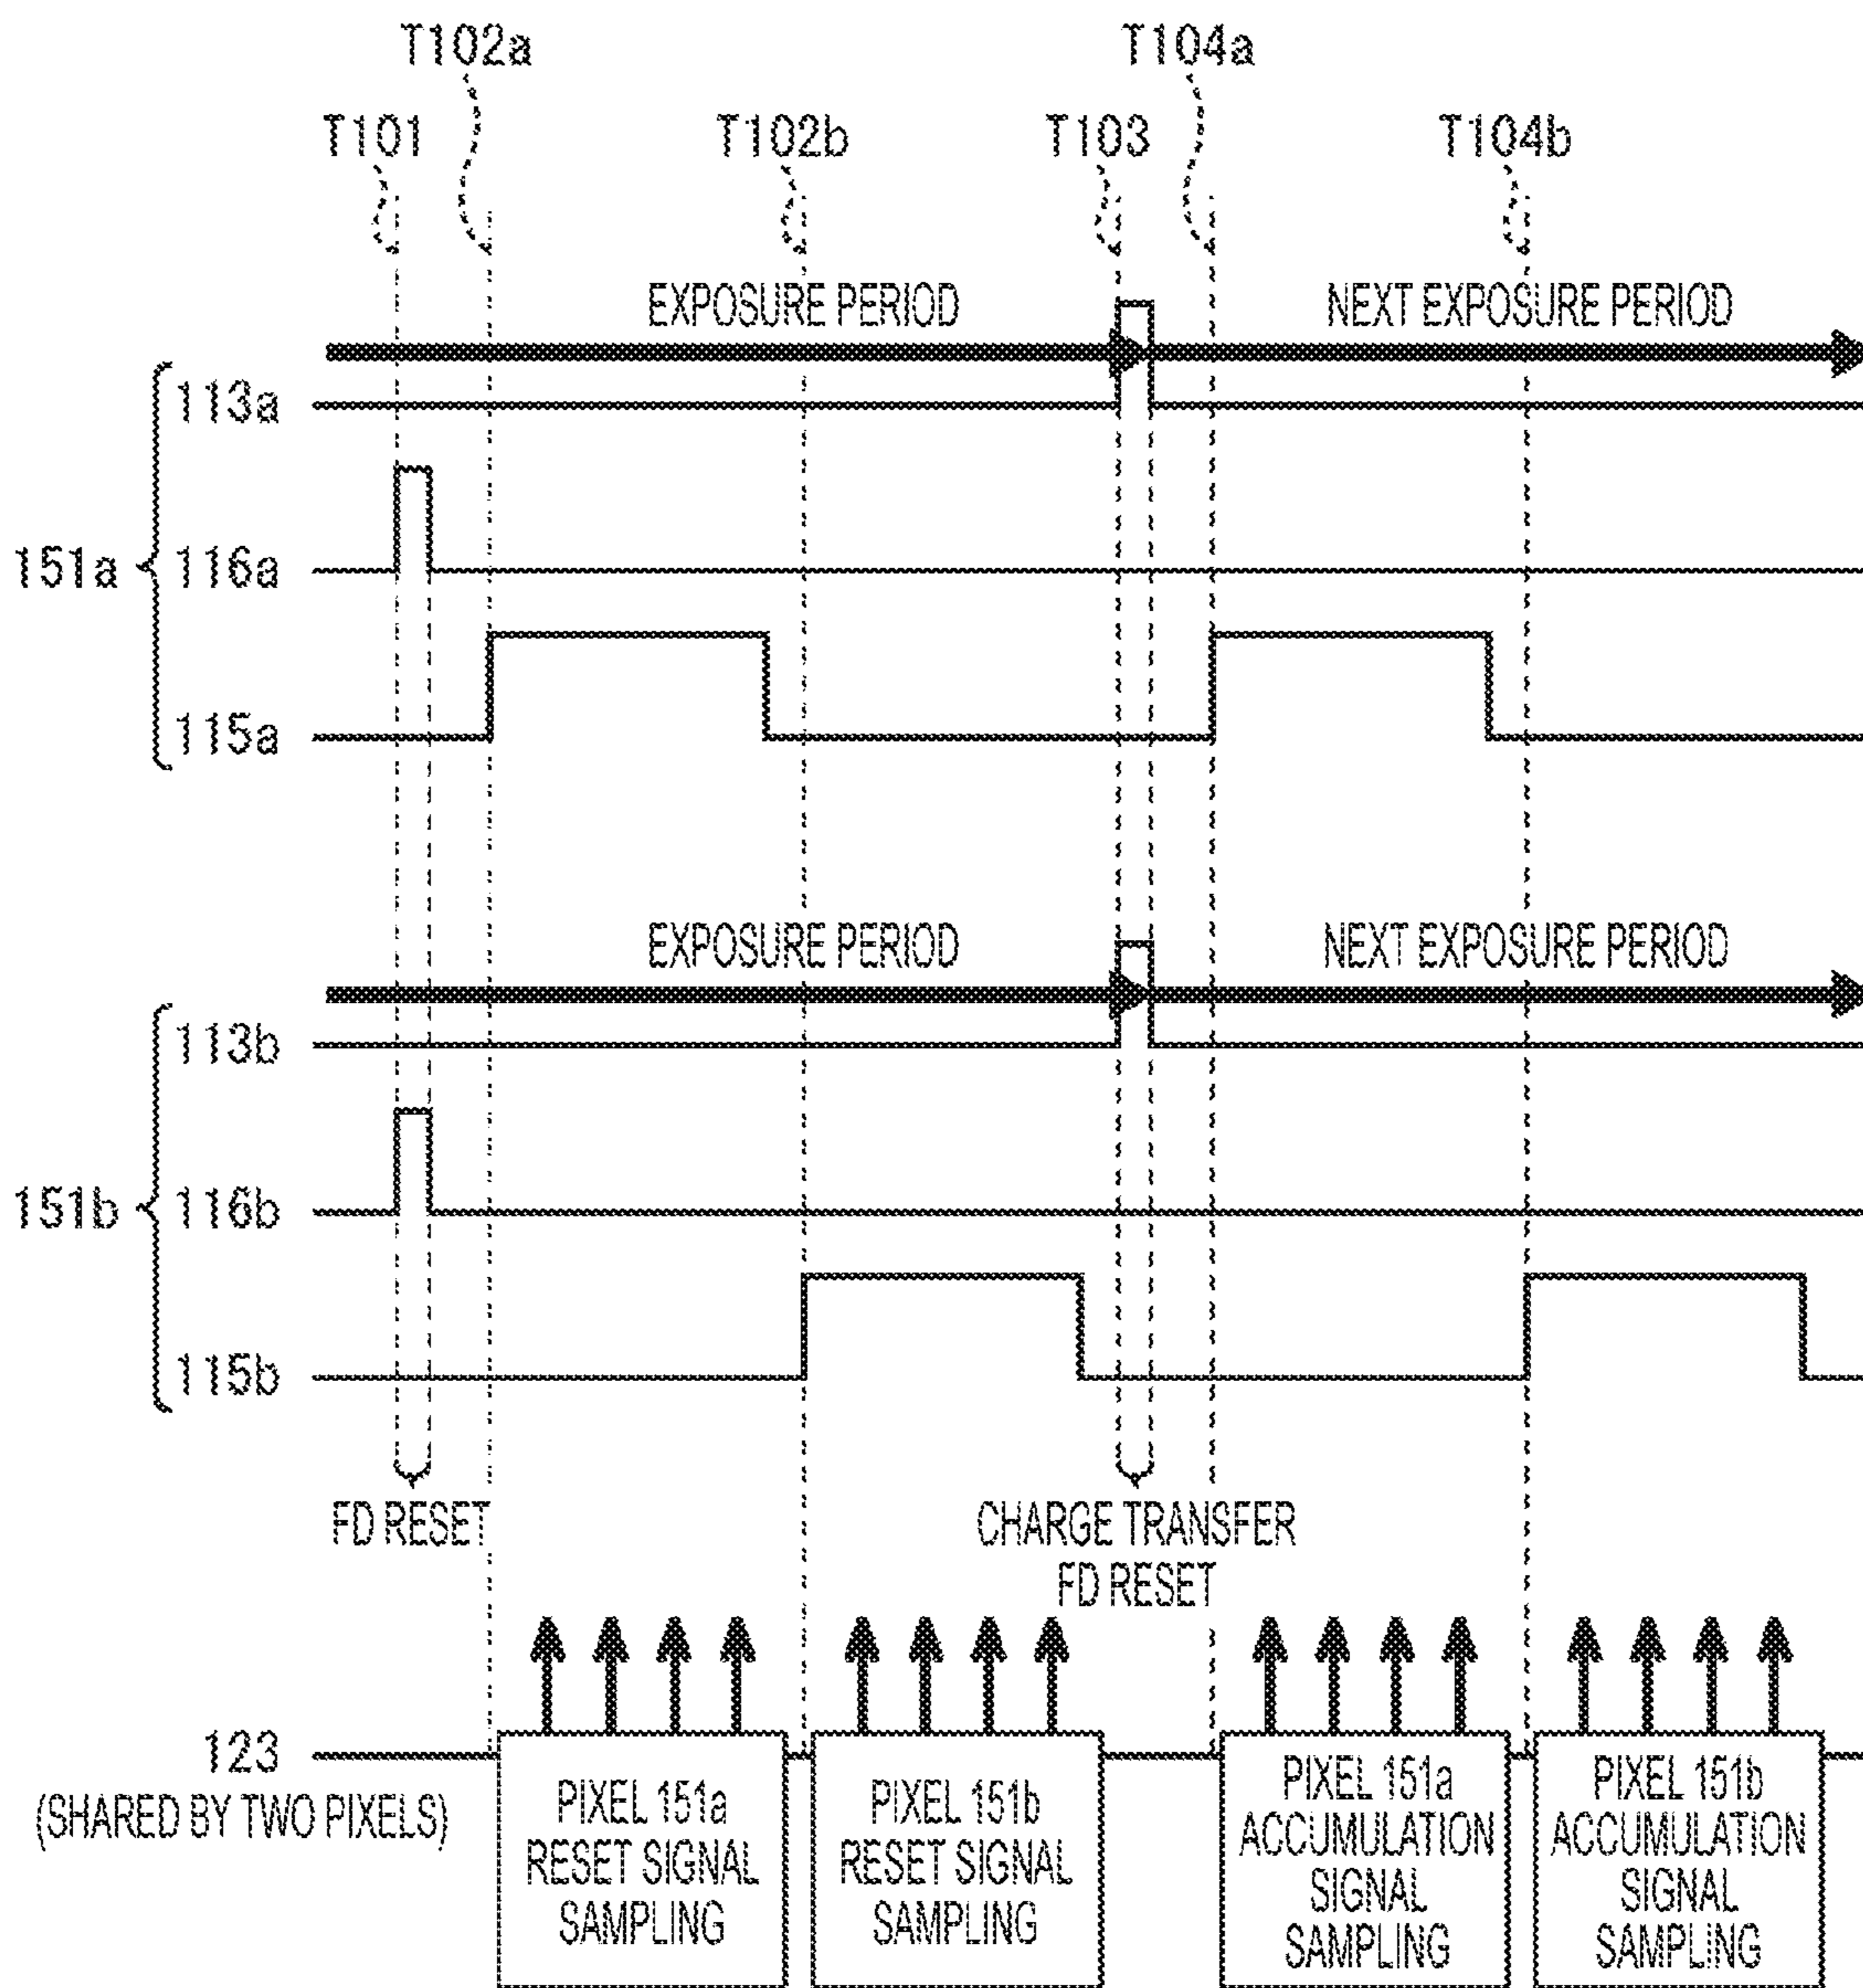 T102a T104a
T101 T102b T103 T104b
EXPOSURE PERIOD NEXT EXPOSURE PERIOD
113a
151a 116a
115a
EXPOSURE PERIOD NEXT EXPOSURE PERIOD
113b
151b 116b
115b
FD RESET CHARGE TRANSFER
FD RESET
123
(SHARED BY TWO PIXELS)
PIXEL 151a
RESET SIGNAL
SAMPLING
PIXEL 151b
RESET SIGNAL
SAMPLING
PIXEL 151a
ACCUMULATION
SIGNAL
SAMPLING
PIXEL 151b
ACCUMULATION
SIGNAL
SAMPLING